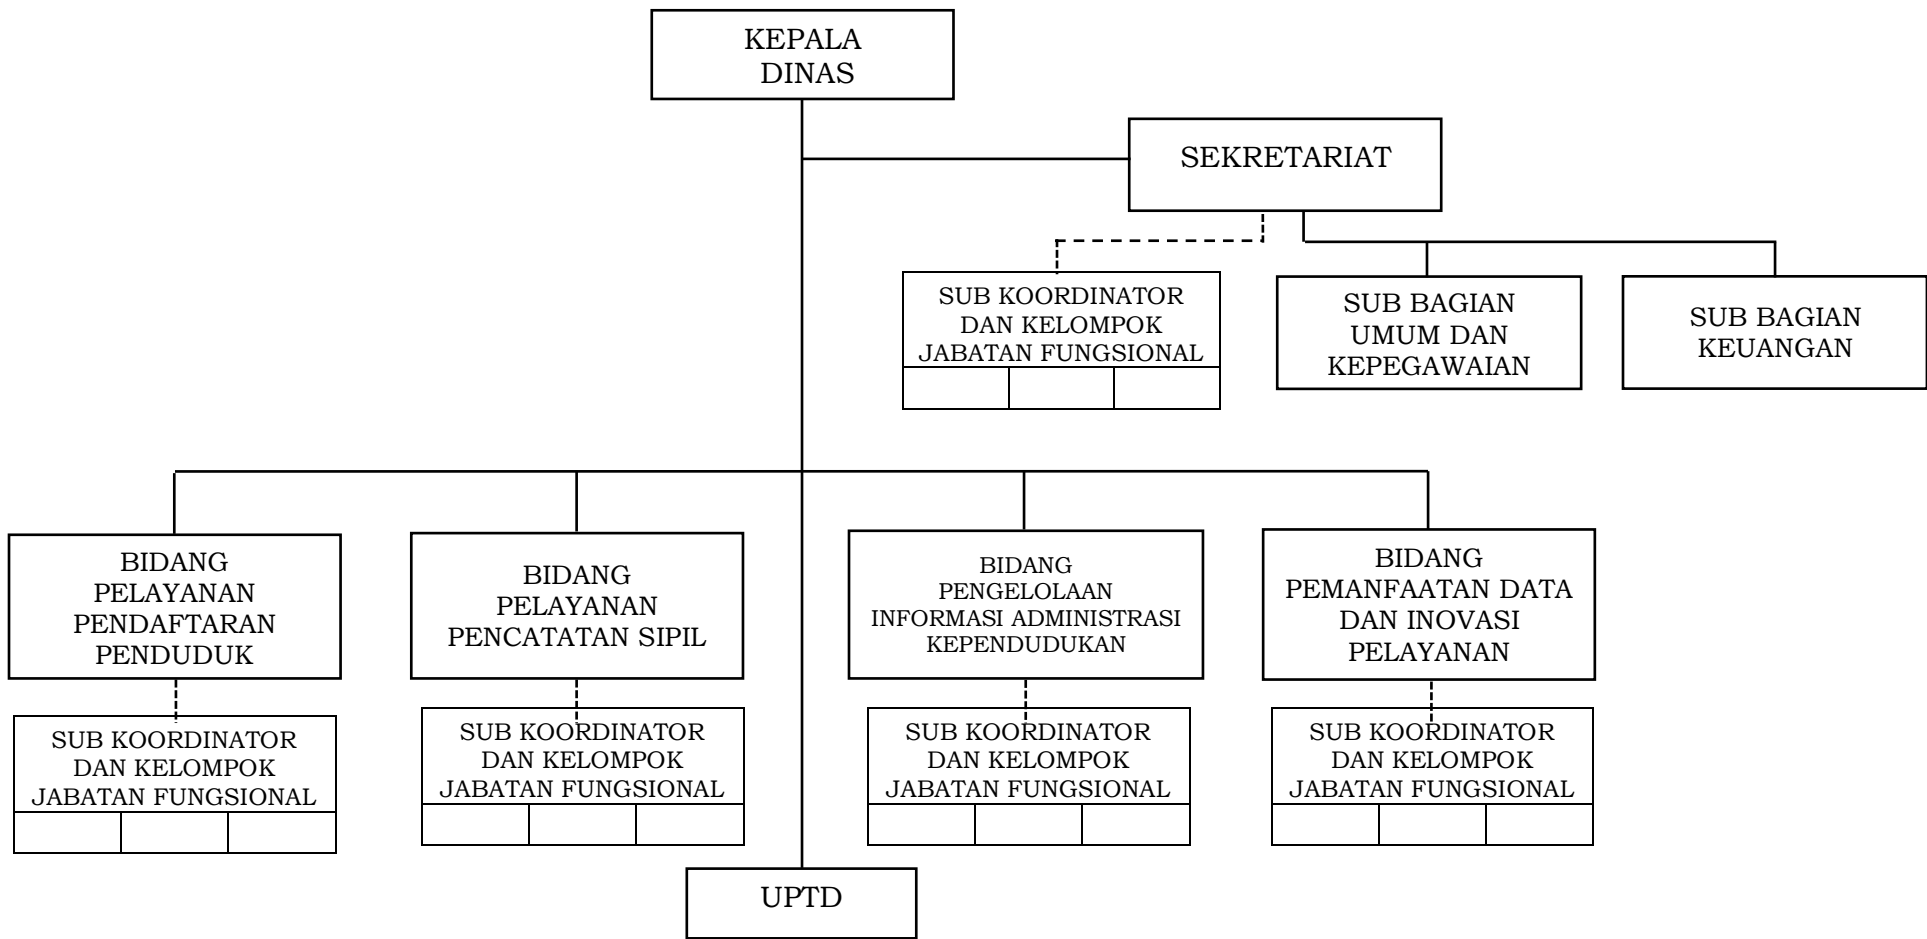 KEPALA
DINAS
SEKRETARIAT
SUB KOORDINATOR
DAN KELOMPOK
JABATAN FUNGSIONAL
SUB BAGIAN
UMUM DAN
KEPEGAWAIAN
SUB BAGIAN
KEUANGAN
BIDANG
PELAYANAN
PENDAFTARAN
PENDUDUK
BIDANG
PELAYANAN
PENCATATAN SIPIL
BIDANG
PENGELOLAAN
INFORMASI ADMINISTRASI
KEPENDUDUKAN
BIDANG
PEMANFAATAN DATA
DAN INOVASI
PELAYANAN
SUB KOORDINATOR
DAN KELOMPOK
JABATAN FUNGSIONAL
SUB KOORDINATOR
DAN KELOMPOK
JABATAN FUNGSIONAL
SUB KOORDINATOR
DAN KELOMPOK
JABATAN FUNGSIONAL
SUB KOORDINATOR
DAN KELOMPOK
JABATAN FUNGSIONAL
UPTD